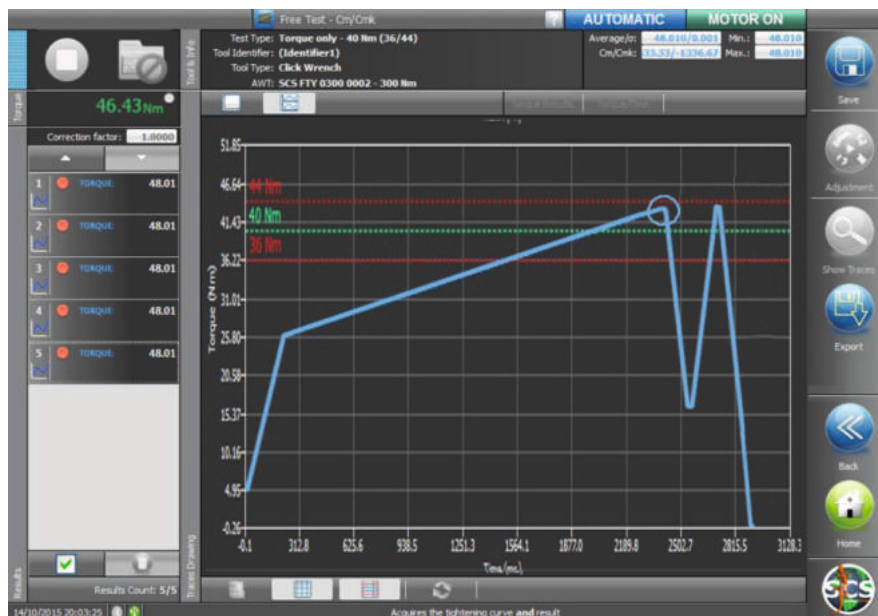 Free Test - Cm/Cmk
?
AUTOMATIC
MOTOR ON
Test Type: Torque only - 40 Nm (36/44)
Tool Identifier: (Identifier1)
Tool Type: Click Wrench
AWT: SCS FTY 0300 0002 - 300 Nm
Average/σ: 48.010/0.001 Min.: 48.010
Cm/Cmk: 33.33/-1336.67 Max.: 48.010
Tool & Info
Torque
46.43 Nm
Correction factor: 1.0000
1 TORQUE: 48.01
2 TORQUE: 48.01
3 TORQUE: 48.01
4 TORQUE: 48.01
5 TORQUE: 48.01
Results
Results Count: 5/5
Torque Results
Torque/Time
Traces Drawing
Torque (Nm)
51.85
46.64
41.43
36.22
31.01
25.80
20.58
15.37
10.16
4.95
-0.26
44 Nm
40 Nm
36 Nm
-0.1 312.8 625.6 938.5 1251.3 1564.1 1877.0 2189.8 2502.7 2815.5 3128.3
Save
Adjustment
Show Traces
Export
Back
Home
SCS
14/10/2015 20:03:25
Acquires the tightening curve and result